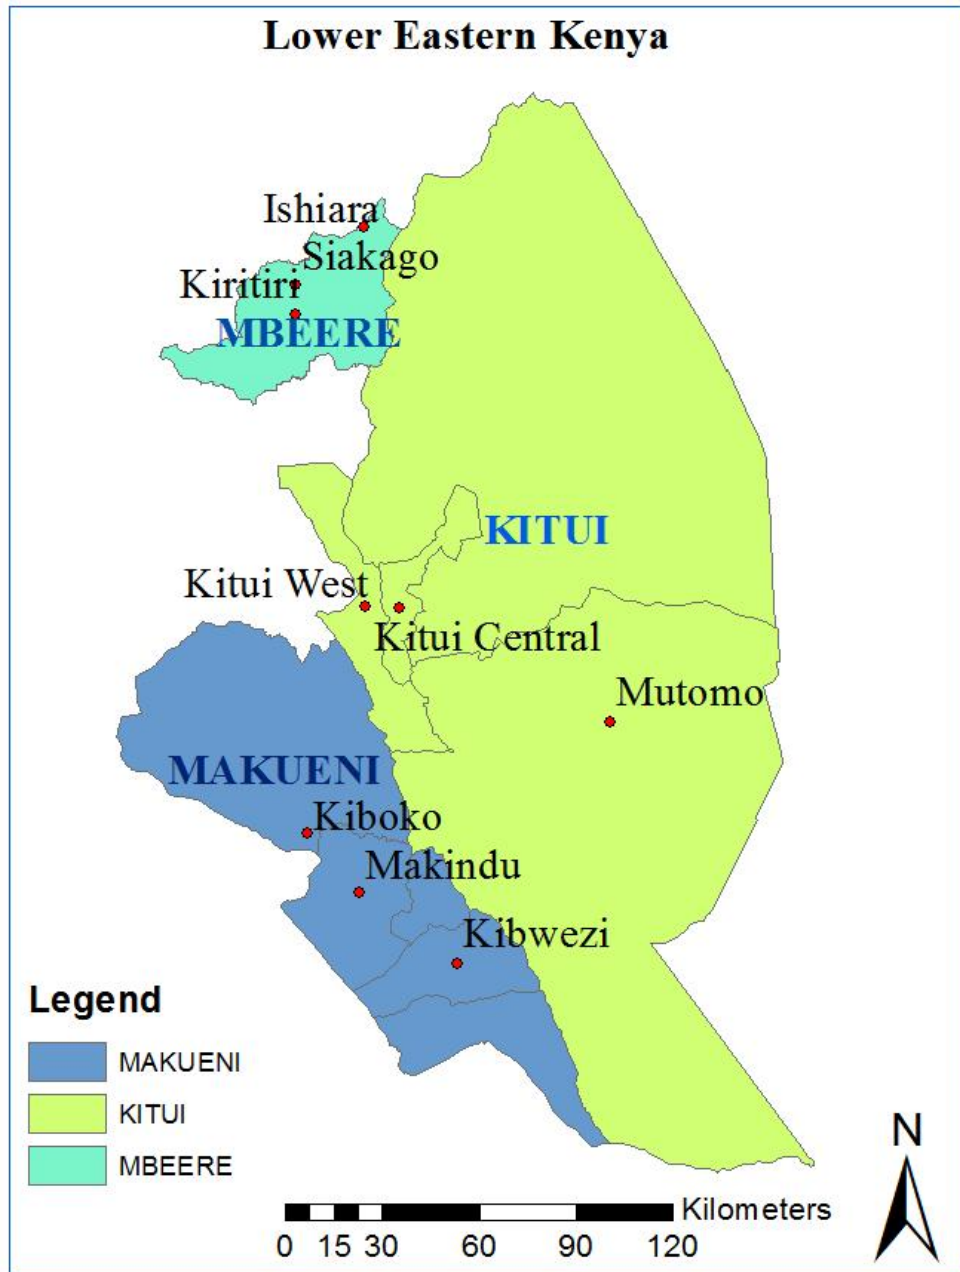 Lower Eastern Kenya
Ishiara
Siakago
Kiritiri
MBEERE
KITUI
Kitui West
Kitui Central
Mutomo
MAKUENI
Kiboko
Makindu
Kibwezi
Legend
MAKUENI
KITUI
MBEERE
N
Kilometers
0 15 30 60 90 120